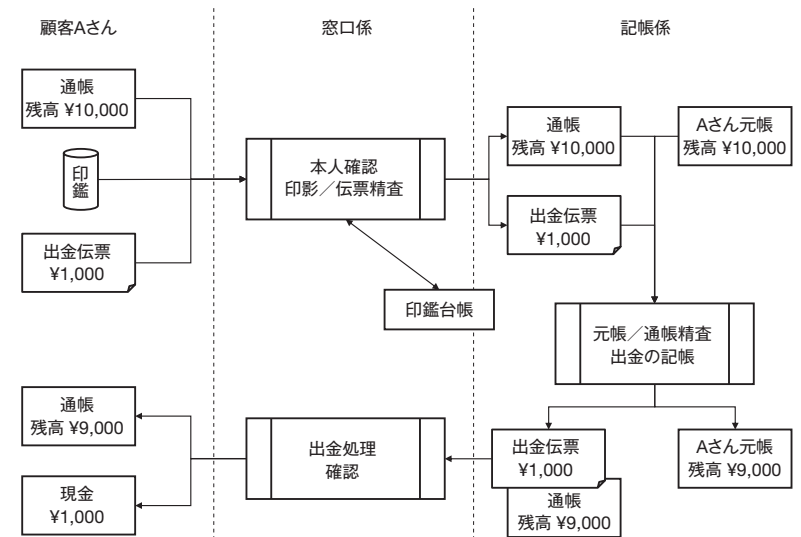 顧客Aさん
窓口係
記帳係
通帳
残高 ¥10,000
印
鑑
出金伝票
¥1,000
本人確認
印影／伝票精査
印鑑台帳
通帳
残高 ¥10,000
Aさん元帳
¥10,000
出金伝票
¥1,000
元帳／通帳精査
出金の記帳
出金伝票
¥1,000
通帳
残高 ¥9,000
Aさん元帳
残高 ¥9,000
出金処理
確認
通帳
残高 ¥9,000
現金
¥1,000